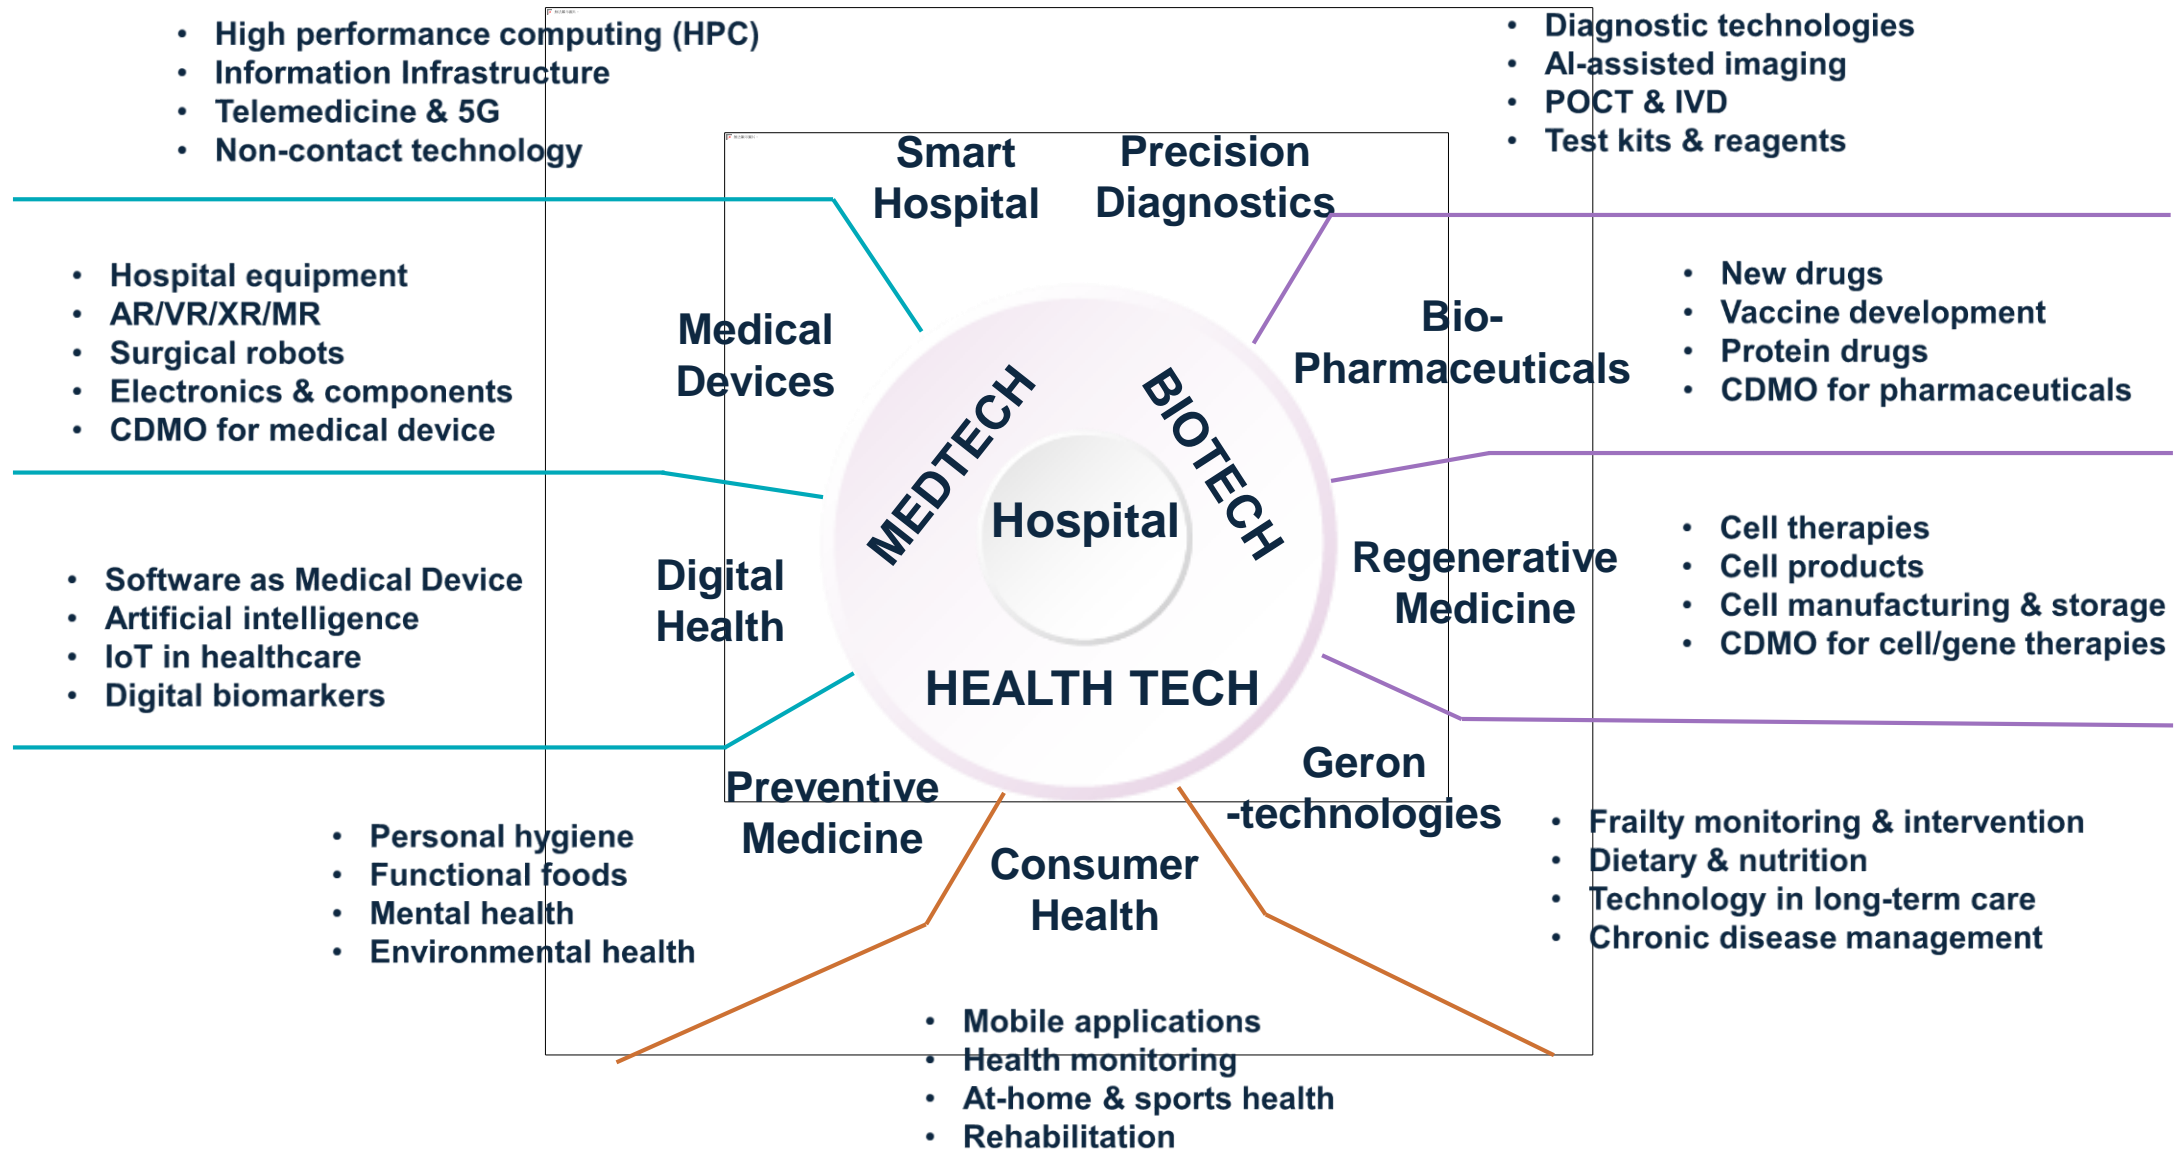 • High performance computing (HPC)
• Information Infrastructure
• Telemedicine & 5G
• Non-contact technology
Smart
Hospital
Precision
Diagnostics
• Diagnostic technologies
• AI-assisted imaging
• POCT & IVD
• Test kits & reagents
• Hospital equipment
• AR/VR/XR/MR
• Surgical robots
• Electronics & components
• CDMO for medical device
Medical
Devices
Bio-
Pharmaceuticals
• New drugs
• Vaccine development
• Protein drugs
• CDMO for pharmaceuticals
MEDTECH
BIOTECH
Hospital
HEALTH TECH
• Software as Medical Device
• Artificial intelligence
• IoT in healthcare
• Digital biomarkers
Digital
Health
Regenerative
Medicine
• Cell therapies
• Cell products
• Cell manufacturing & storage
• CDMO for cell/gene therapies
Preventive
Medicine
• Personal hygiene
• Functional foods
• Mental health
• Environmental health
Consumer
Health
• Mobile applications
• Health monitoring
• At-home & sports health
• Rehabilitation
Geron
-technologies
• Frailty monitoring & intervention
• Dietary & nutrition
• Technology in long-term care
• Chronic disease management